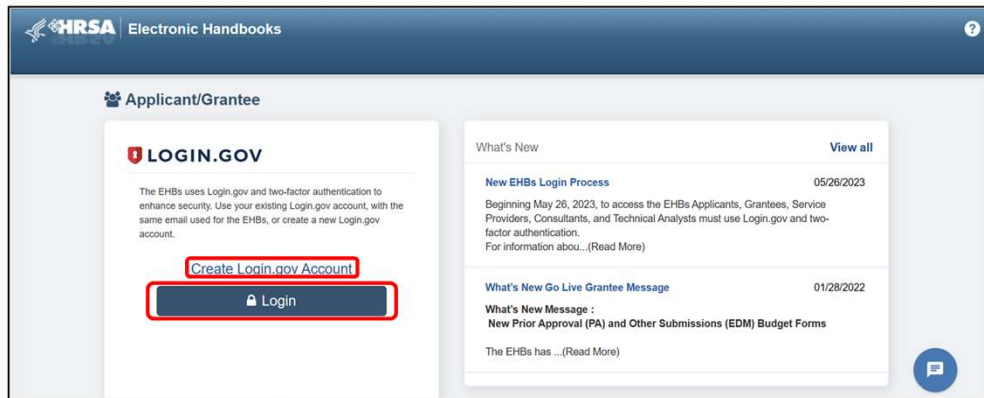 HRSA Electronic Handbooks
?
Applicant/Grantee
LOGIN.GOV
The EHBs uses Login.gov and two-factor authentication to
enhance security. Use your existing Login.gov account, with the
same email used for the EHBs, or create a new Login.gov
account.
Create Login.gov Account
Login
What's New View all
New EHBs Login Process 05/26/2023
Beginning May 26, 2023, to access the EHBs Applicants, Grantees, Service
Providers, Consultants, and Technical Analysts must use Login.gov and two-
factor authentication.
For information abou...(Read More)
What's New Go Live Grantee Message 01/28/2022
What's New Message :
New Prior Approval (PA) and Other Submissions (EDM) Budget Forms
The EHBs has ...(Read More)